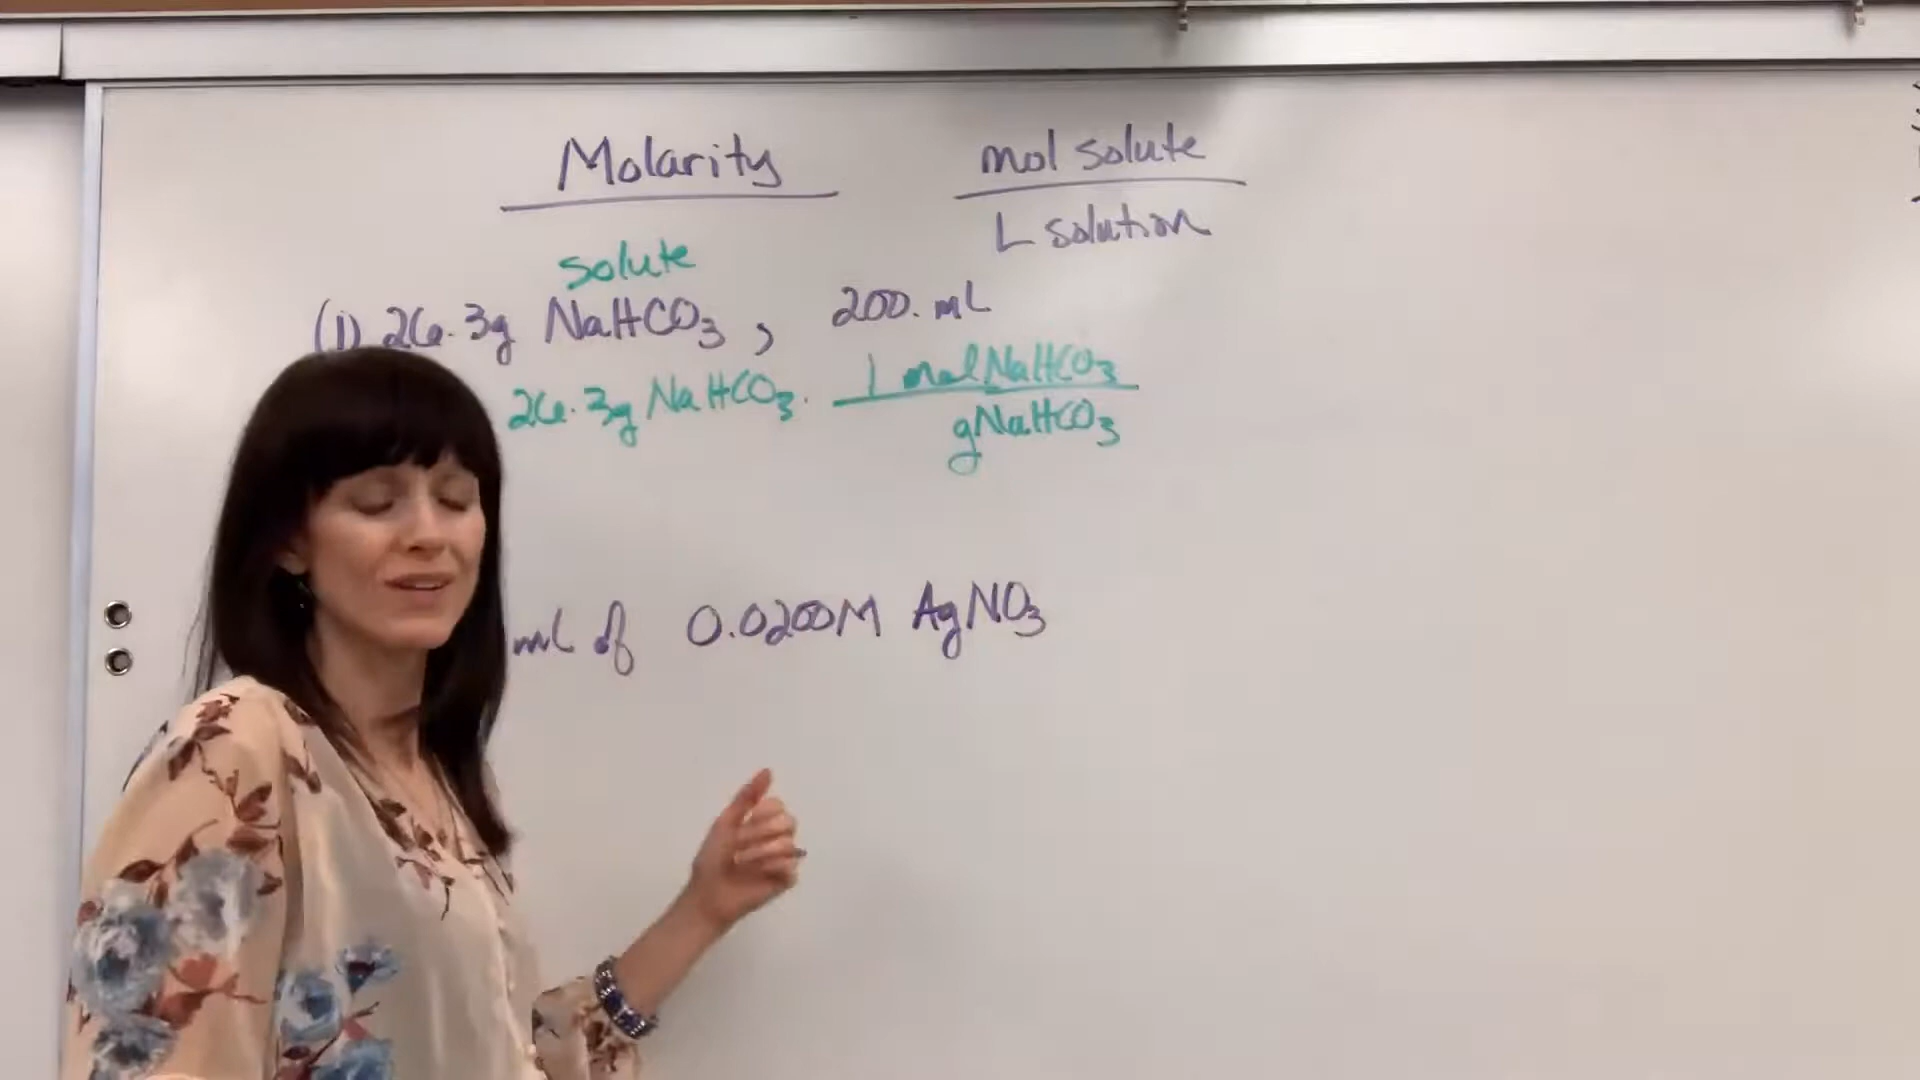 Molarity
mol solute
L solution
solute
(1) 26.3g NaHCO3, 200. mL
26.3g NaHCO3 · 1 mol NaHCO3
g NaHCO3
mL of 0.0200M AgNO3